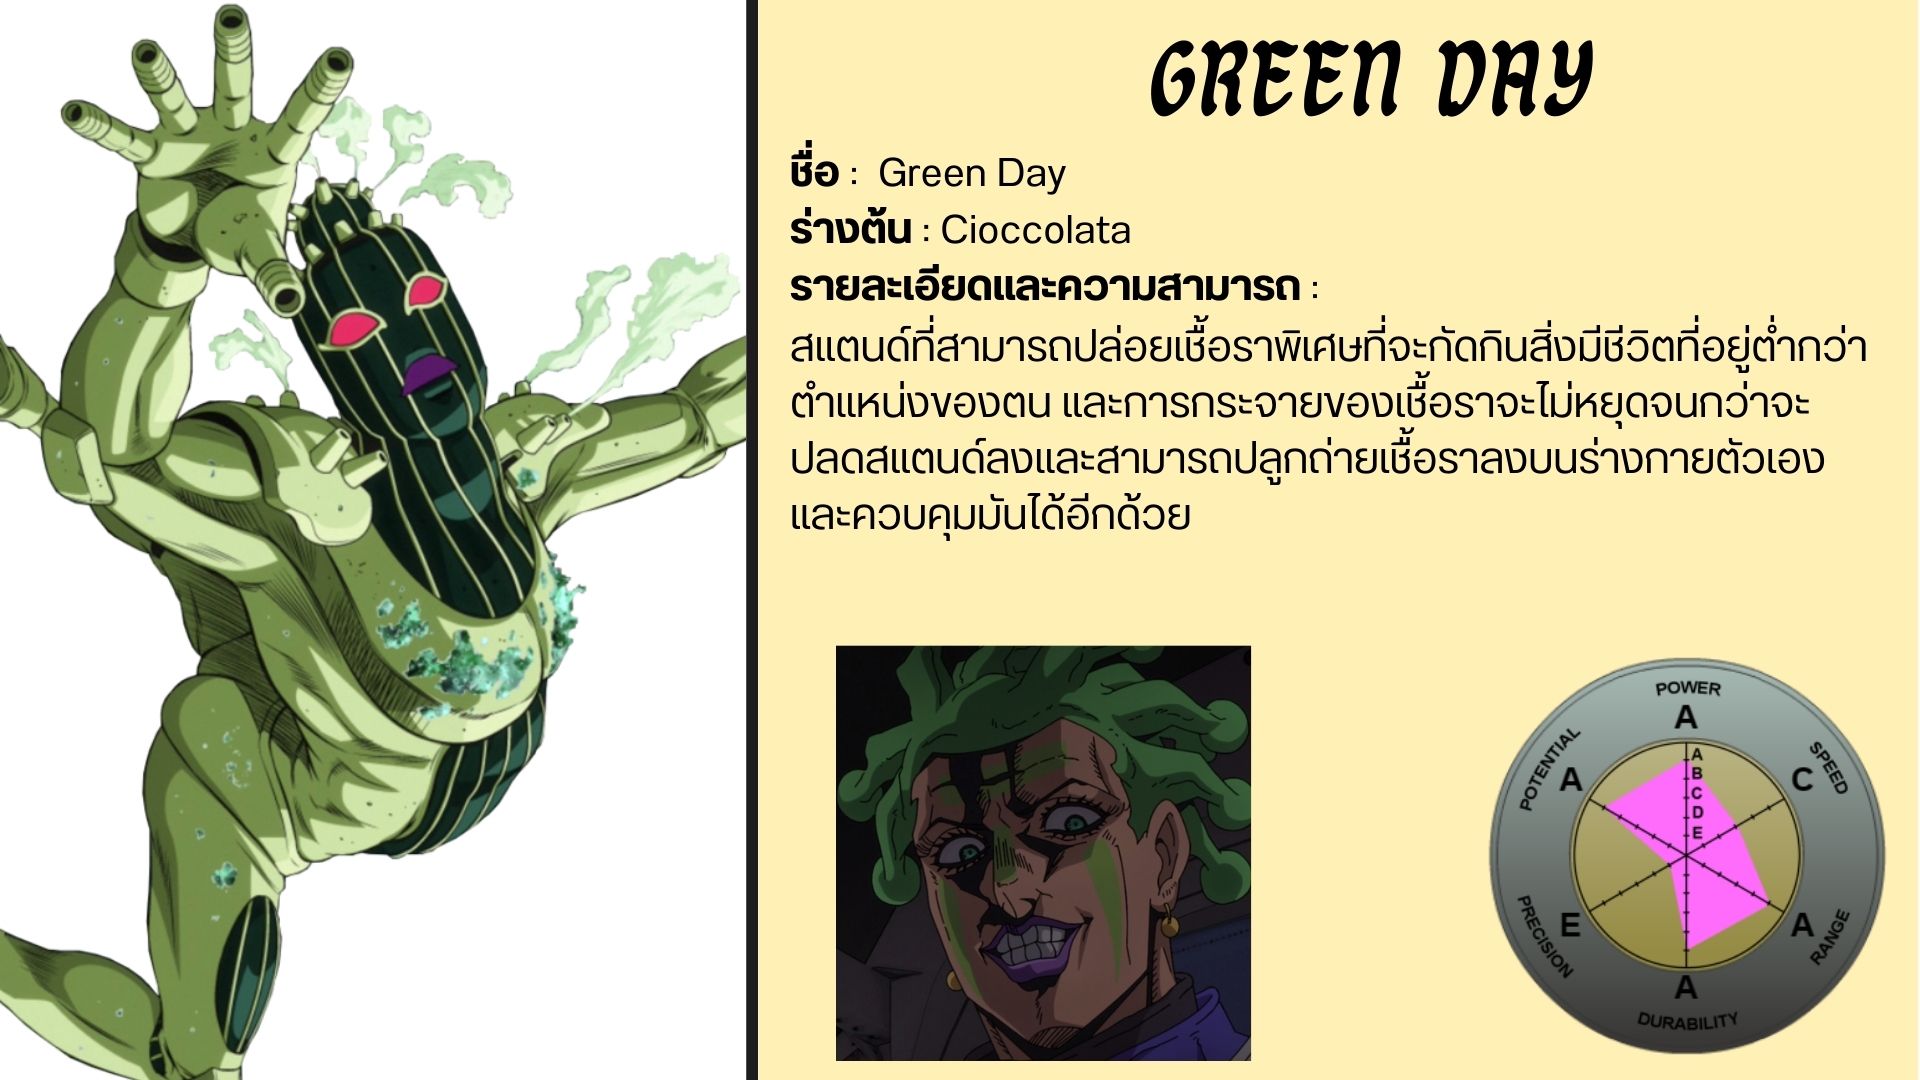 GREEN DAY
ชื่อ : Green Day
ร่างต้น : Cioccolata
รายละเอียดและความสามารถ :
สแตนด์ที่สามารถปล่อยเชื้อราพิเศษที่จะกัดกินสิ่งมีชีวิตที่อยู่ต่ำกว่า
ตำแหน่งของตน และการกระจายของเชื้อราจะไม่หยุดจนกว่าจะ
ปลดสแตนด์ลงและสามารถปลูกถ่ายเชื้อราลงบนร่างกายตัวเอง
และควบคุมมันได้อีกด้วย
POWER
A
SPEED
C
RANGE
A
DURABILITY
A
PRECISION
E
POTENTIAL
A
A
B
C
D
E